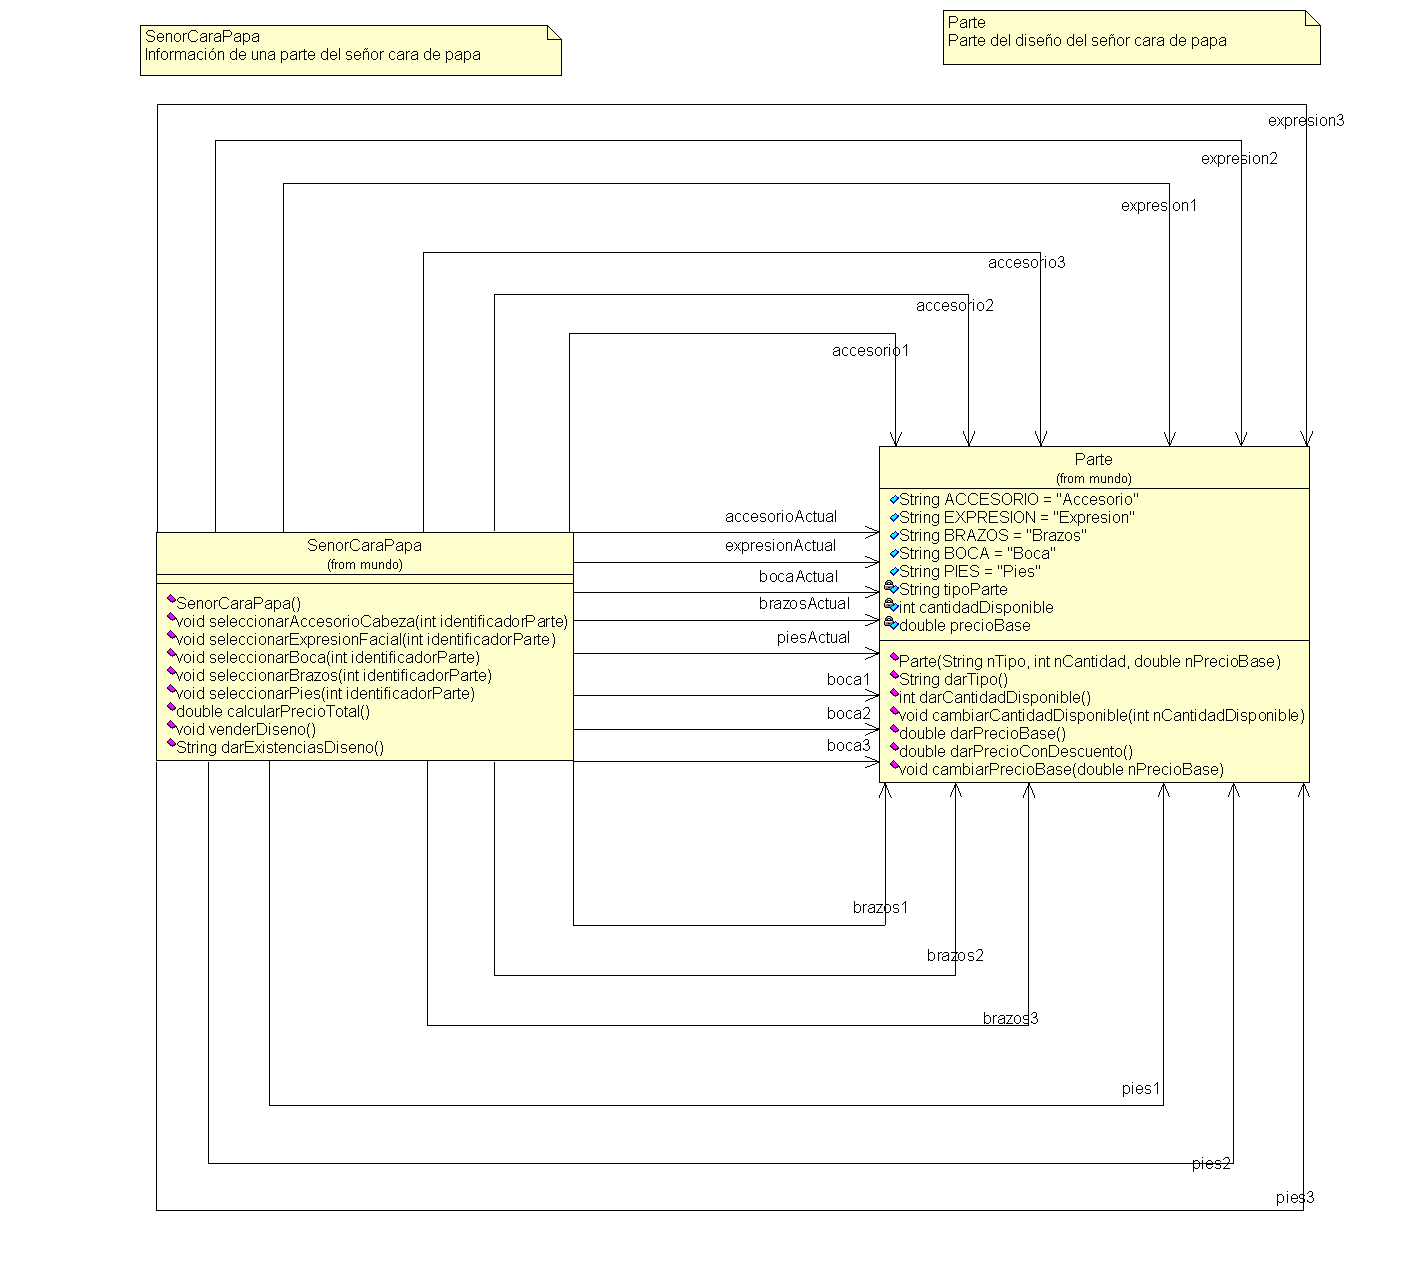 SenorCaraPapa
Información de una parte del señor cara de papa
Parte
Parte del diseño del señor cara de papa
expresion3
expresion2
expresion1
accesorio3
accesorio2
accesorio1
SenorCaraPapa
(from mundo)
SenorCaraPapa()
void seleccionarAccesorioCabeza(int identificadorParte)
void seleccionarExpresionFacial(int identificadorParte)
void seleccionarBoca(int identificadorParte)
void seleccionarBrazos(int identificadorParte)
void seleccionarPies(int identificadorParte)
double calcularPrecioTotal()
void venderDiseno()
String darExistenciasDiseno()
accesorioActual
expresionActual
bocaActual
brazosActual
piesActual
boca1
boca2
boca3
Parte
(from mundo)
String ACCESORIO = "Accesorio"
String EXPRESION = "Expresion"
String BRAZOS = "Brazos"
String BOCA = "Boca"
String PIES = "Pies"
String tipoParte
int cantidadDisponible
double precioBase
Parte(String nTipo, int nCantidad, double nPrecioBase)
String darTipo()
int darCantidadDisponible()
void cambiarCantidadDisponible(int nCantidadDisponible)
double darPrecioBase()
double darPrecioConDescuento()
void cambiarPrecioBase(double nPrecioBase)
brazos1
brazos2
brazos3
pies1
pies2
pies3